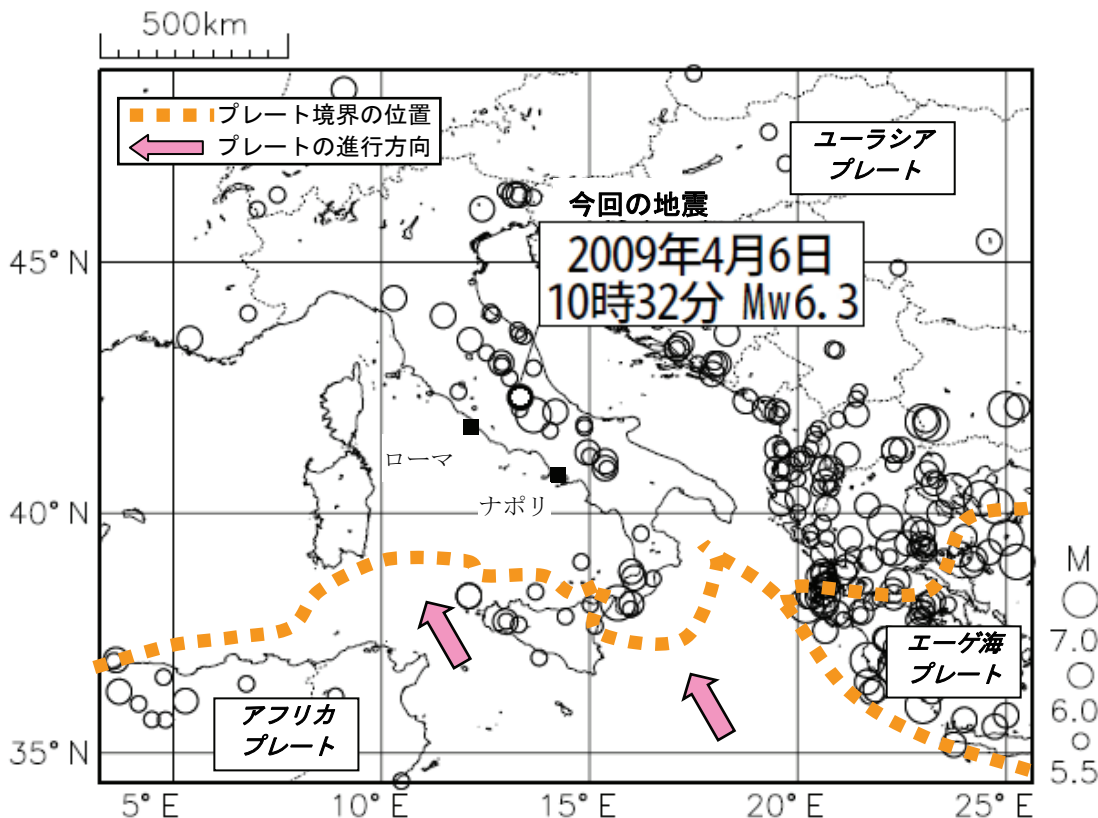 500km
プレート境界の位置
プレートの進行方向
ユーラシア
プレート
今回の地震
2009年4月6日
10時32分 Mw6.3
45°N
ローマ
ナポリ
40°N
M
7.0
6.0
5.5
エーゲ海
プレート
アフリカ
プレート
35°N
5°E
10°E
15°E
20°E
25°E